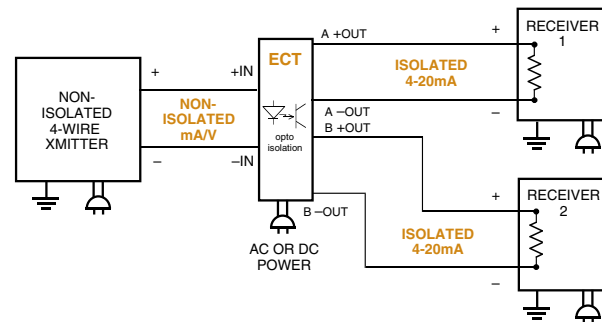 NON-
ISOLATED
4-WIRE
XMITTER
+
–
NON-
ISOLATED
mA/V
+IN
–IN
ECT
opto
isolation
AC OR DC
POWER
A +OUT
ISOLATED
4-20mA
A –OUT
B +OUT
B –OUT
ISOLATED
4-20mA
+
–
RECEIVER
1
+
–
RECEIVER
2